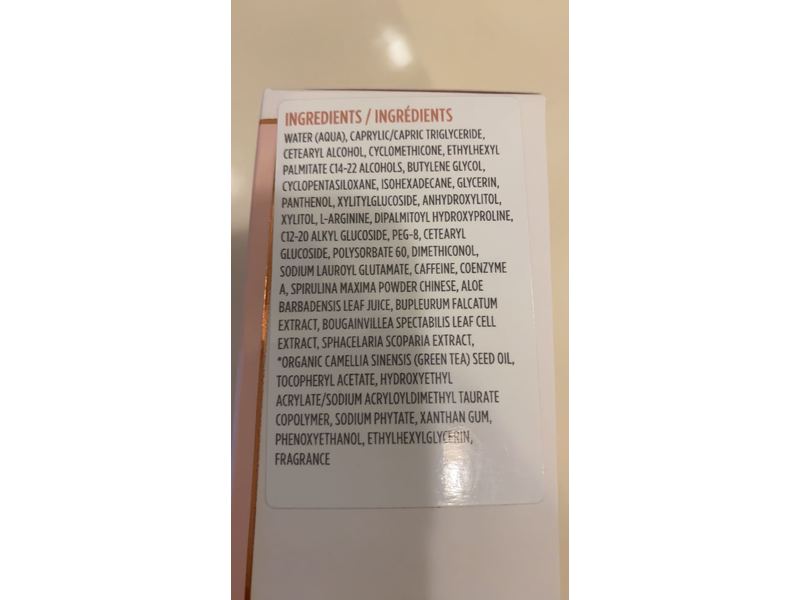 INGREDIENTS / INGRÉDIENTS
WATER (AQUA), CAPRYLIC/CAPRIC TRIGLYCERIDE,
CETEARYL ALCOHOL, CYCLOMETHICONE, ETHYLHEXYL
PALMITATE C14-22 ALCOHOLS, BUTYLENE GLYCOL,
CYCLOPENTASILOXANE, ISOHEXADECANE, GLYCERIN,
PANTHENOL, XYLITYLGLUCOSIDE, ANHYDROXYLITOL,
XYLITOL, L-ARGININE, DIPALMITOYL HYDROXYPROLINE,
C12-20 ALKYL GLUCOSIDE, PEG-8, CETEARYL
GLUCOSIDE, POLYSORBATE 60, DIMETHICONOL,
SODIUM LAUROYL GLUTAMATE, CAFFEINE, COENZYME
A, SPIRULINA MAXIMA POWDER CHINESE, ALOE
BARBADENSIS LEAF JUICE, BUPLEURUM FALCATUM
EXTRACT, BOUGAINVILLEA SPECTABILIS LEAF CELL
EXTRACT, SPHACELARIA SCOPARIA EXTRACT,
*ORGANIC CAMELLIA SINENSIS (GREEN TEA) SEED OIL,
TOCOPHERYL ACETATE, HYDROXYETHYL
ACRYLATE/SODIUM ACRYLOYLDIMETHYL TAURATE
COPOLYMER, SODIUM PHYTATE, XANTHAN GUM,
PHENOXYETHANOL, ETHYLHEXYLGLYCERIN,
FRAGRANCE